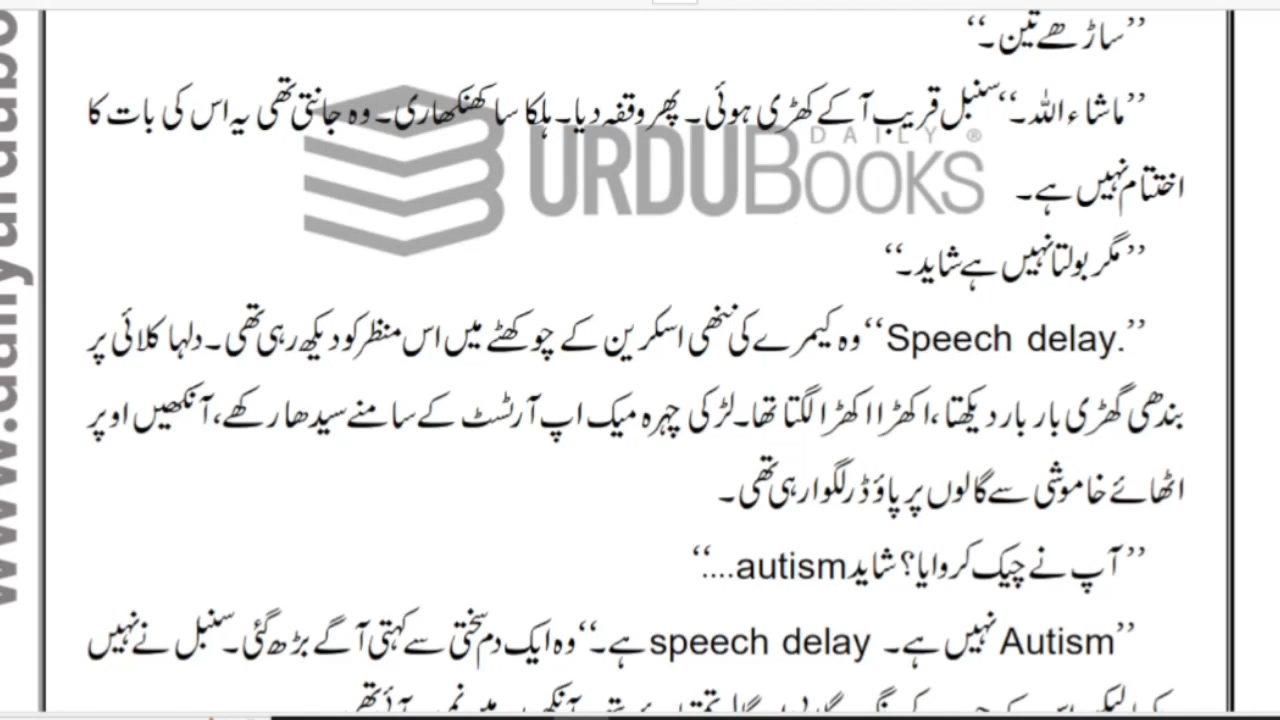 ’’ساڑھے تین۔‘‘
’’ماشاء اللہ۔‘‘سنبل قریب آ کے کھڑی ہوئی۔ پھر وقفہ دیا۔ ہلکا سا کھنکھاری۔ وہ جانتی تھی یہ اس کی بات کا
اختتام نہیں ہے۔
’’مگر بولتا نہیں ہے شاید۔‘‘
’’Speech delay.‘‘وہ کیمرے کی ننھی اسکرین کے چوکھٹے میں اس منظر کو دیکھ رہی تھی۔ دلہا کلائی پر
بندھی گھڑی بار بار دیکھتا،اکھڑا اکھڑا لگتا تھا۔ لڑکی چہرہ میک اپ آرٹسٹ کے سامنے سیدھا رکھے،آنکھیں اوپر
اٹھائے خاموشی سے گالوں پر پاؤڈر لگوا رہی تھی۔
’’آپ نے چیک کروایا؟ شاید autism....‘‘
’’Autism نہیں ہے۔ speech delay ہے۔‘‘وہ ایک دم سختی سے کہتی آگے بڑھ گئی۔ سنبل نے نہیں
DAILY
URDUBOOKS®